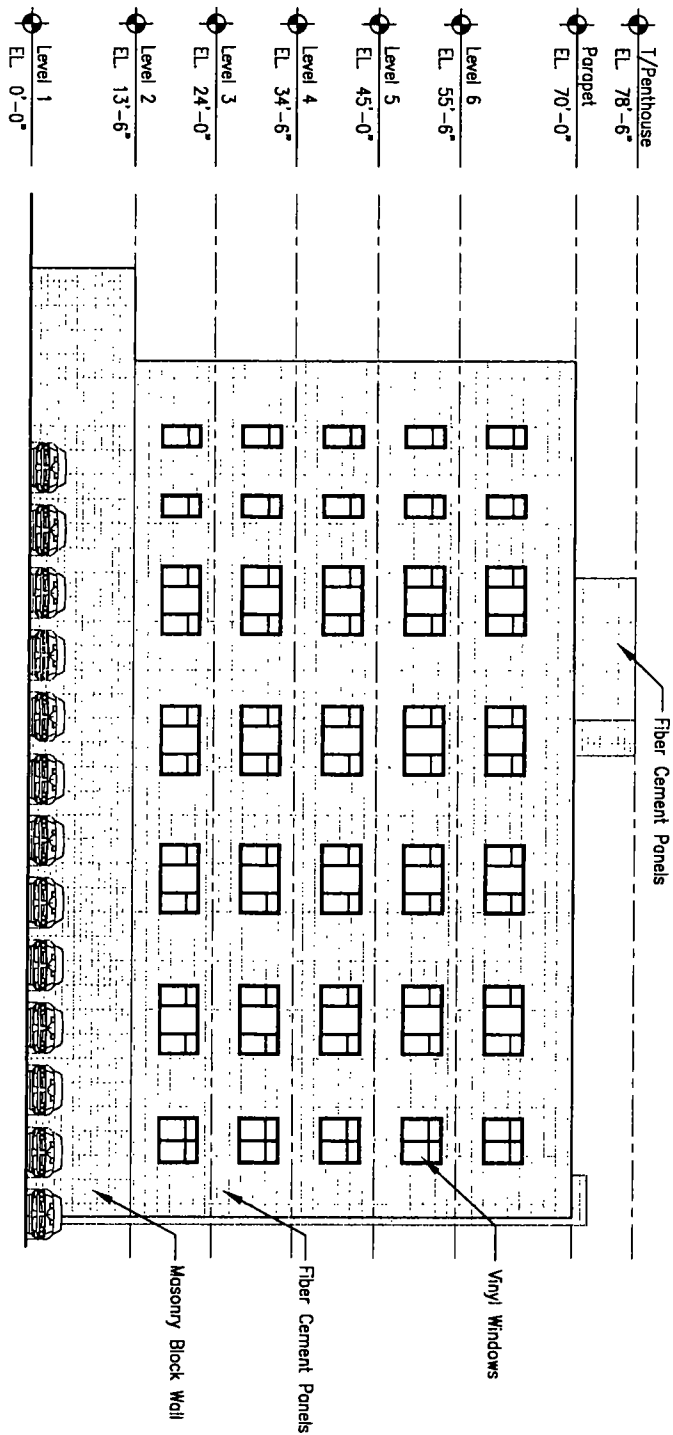 T/Penthouse
EL. 78'-6"
Parapet
EL. 70'-0"
Level 6
EL. 55'-6"
Level 5
EL. 45'-0"
Level 4
EL. 34'-6"
Level 3
EL. 24'-0"
Level 2
EL. 13'-6"
Level 1
EL. 0'-0"
Fiber Cement Panels
Vinyl Windows
Fiber Cement Panels
Masonry Block Wall